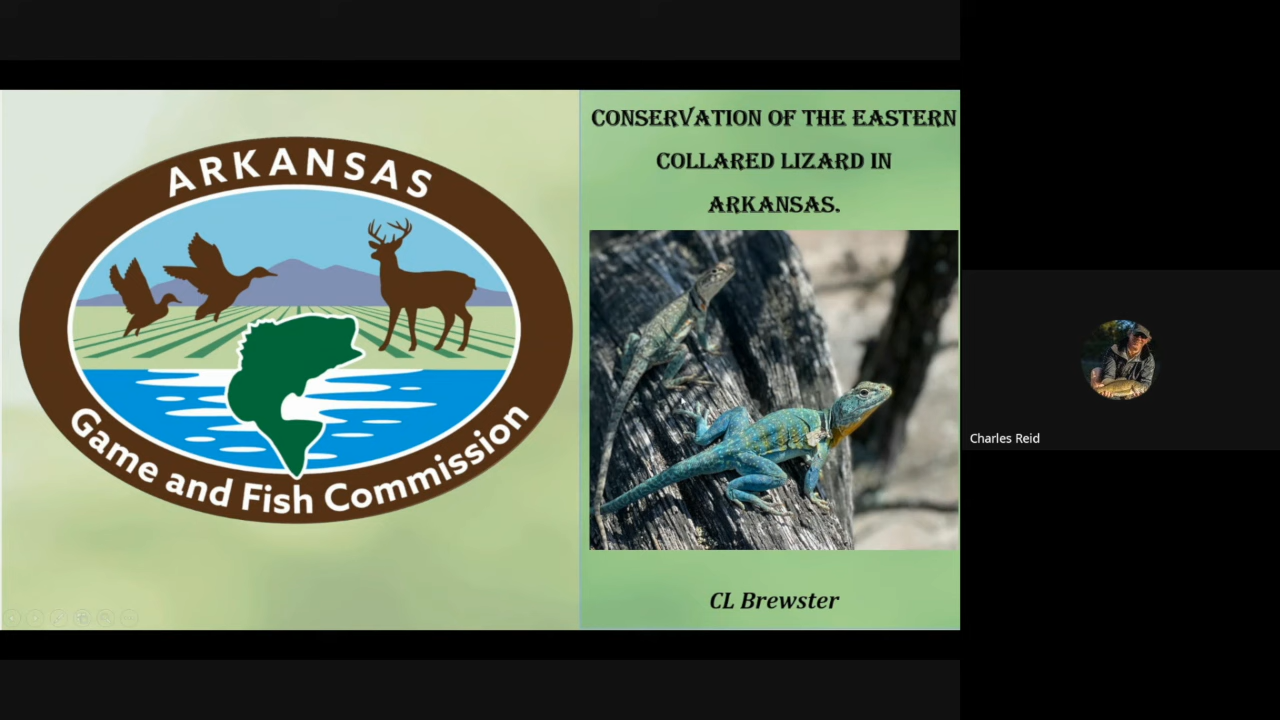 ARKANSAS
Game and Fish Commission
CONSERVATION OF THE EASTERN
COLLARED LIZARD IN
ARKANSAS.
CL Brewster
Charles Reid